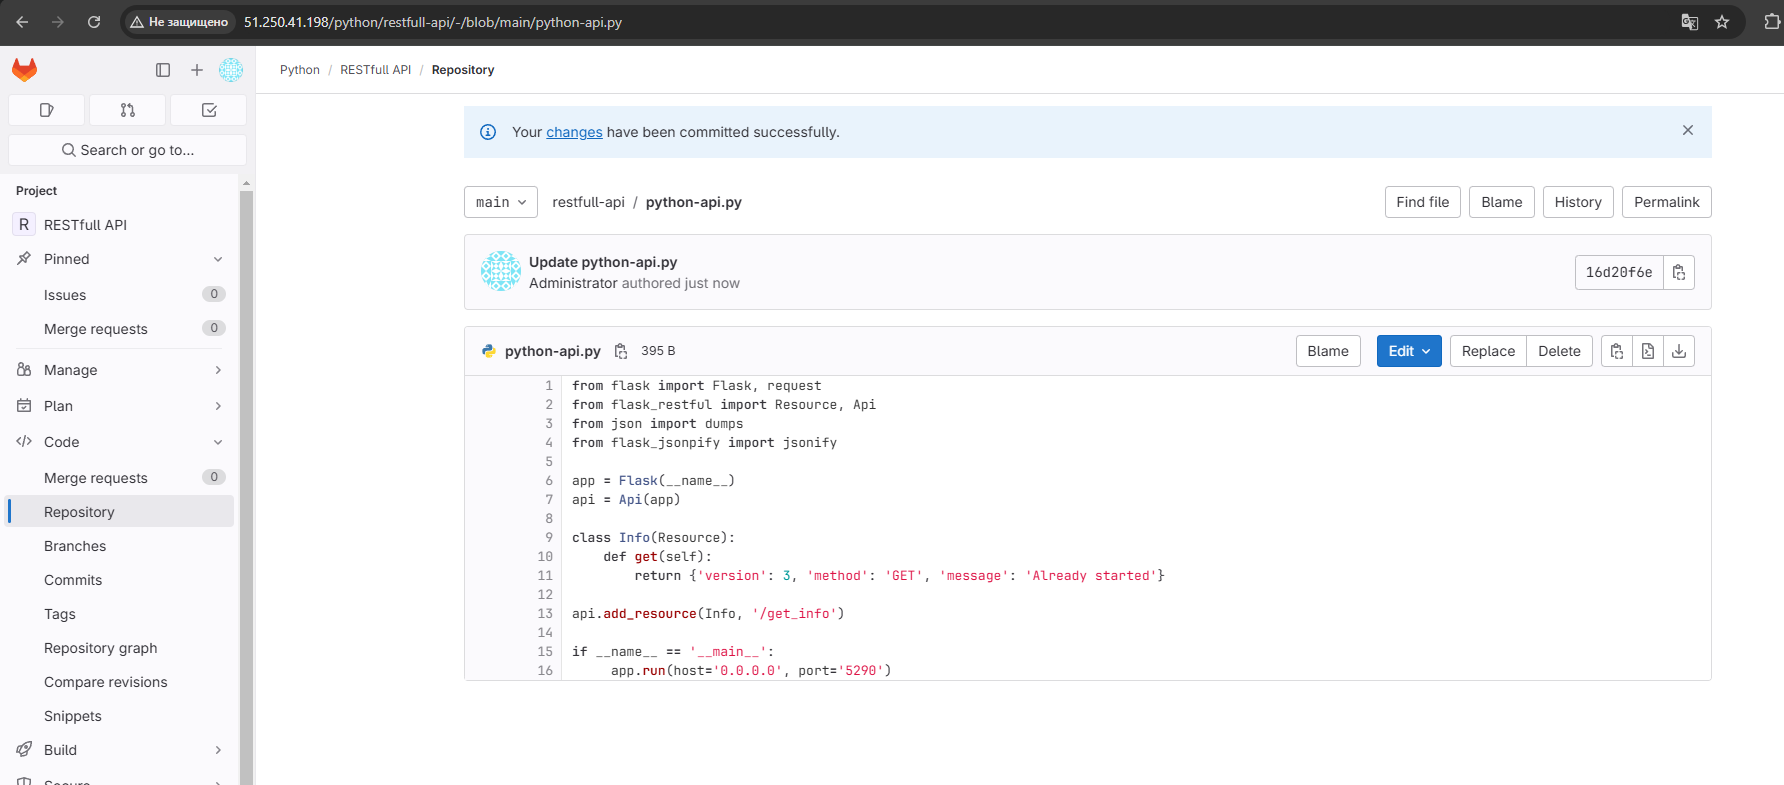 Не защищено 51.250.41.198/python/restfull-api/-/blob/main/python-api.py
Python / RESTfull API / Repository
Search or go to...
Project
R RESTfull API
Pinned
Issues 0
Merge requests 0
Manage
Plan
Code
Merge requests 0
Repository
Branches
Commits
Tags
Repository graph
Compare revisions
Snippets
Build
Secure
Your changes have been committed successfully.
main restfull-api / python-api.py Find file Blame History Permalink
Update python-api.py
Administrator authored just now
16d20f6e
python-api.py 395 B Blame Edit Replace Delete
1 from flask import Flask, request
2 from flask_restful import Resource, Api
3 from json import dumps
4 from flask_jsonpify import jsonify
5
6 app = Flask(__name__)
7 api = Api(app)
8
9 class Info(Resource):
10 def get(self):
11 return {'version': 3, 'method': 'GET', 'message': 'Already started'}
12
13 api.add_resource(Info, '/get_info')
14
15 if __name__ == '__main__':
16 app.run(host='0.0.0.0', port='5290')